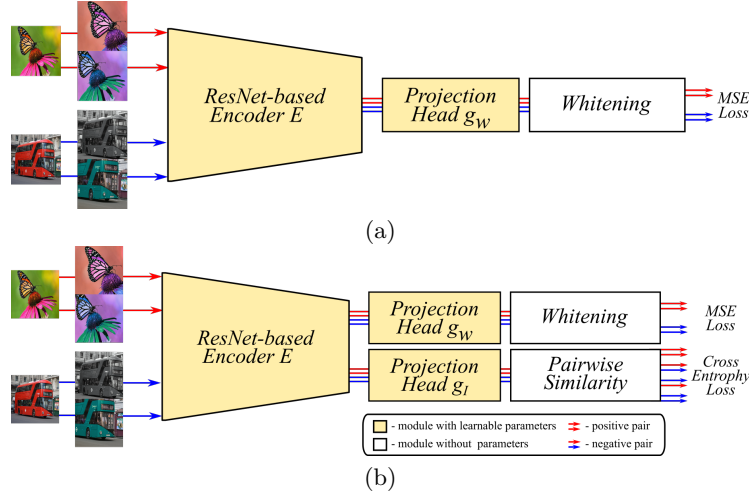 ResNet-based
Encoder E
Projection
Head g_W
Whitening
MSE
Loss
(a)
ResNet-based
Encoder E
Projection
Head g_W
Whitening
MSE
Loss
Projection
Head g_I
Pairwise
Similarity
Cross
Entrophy
Loss
- module with learnable parameters
- positive pair
- module without parameters
- negative pair
(b)